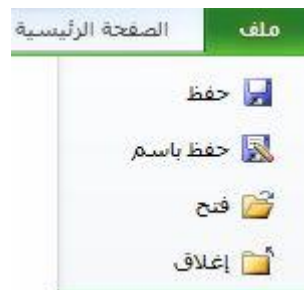 ملف الصفحة الرئيسية
حفظ
حفظ باسم
فتح
إغلاق